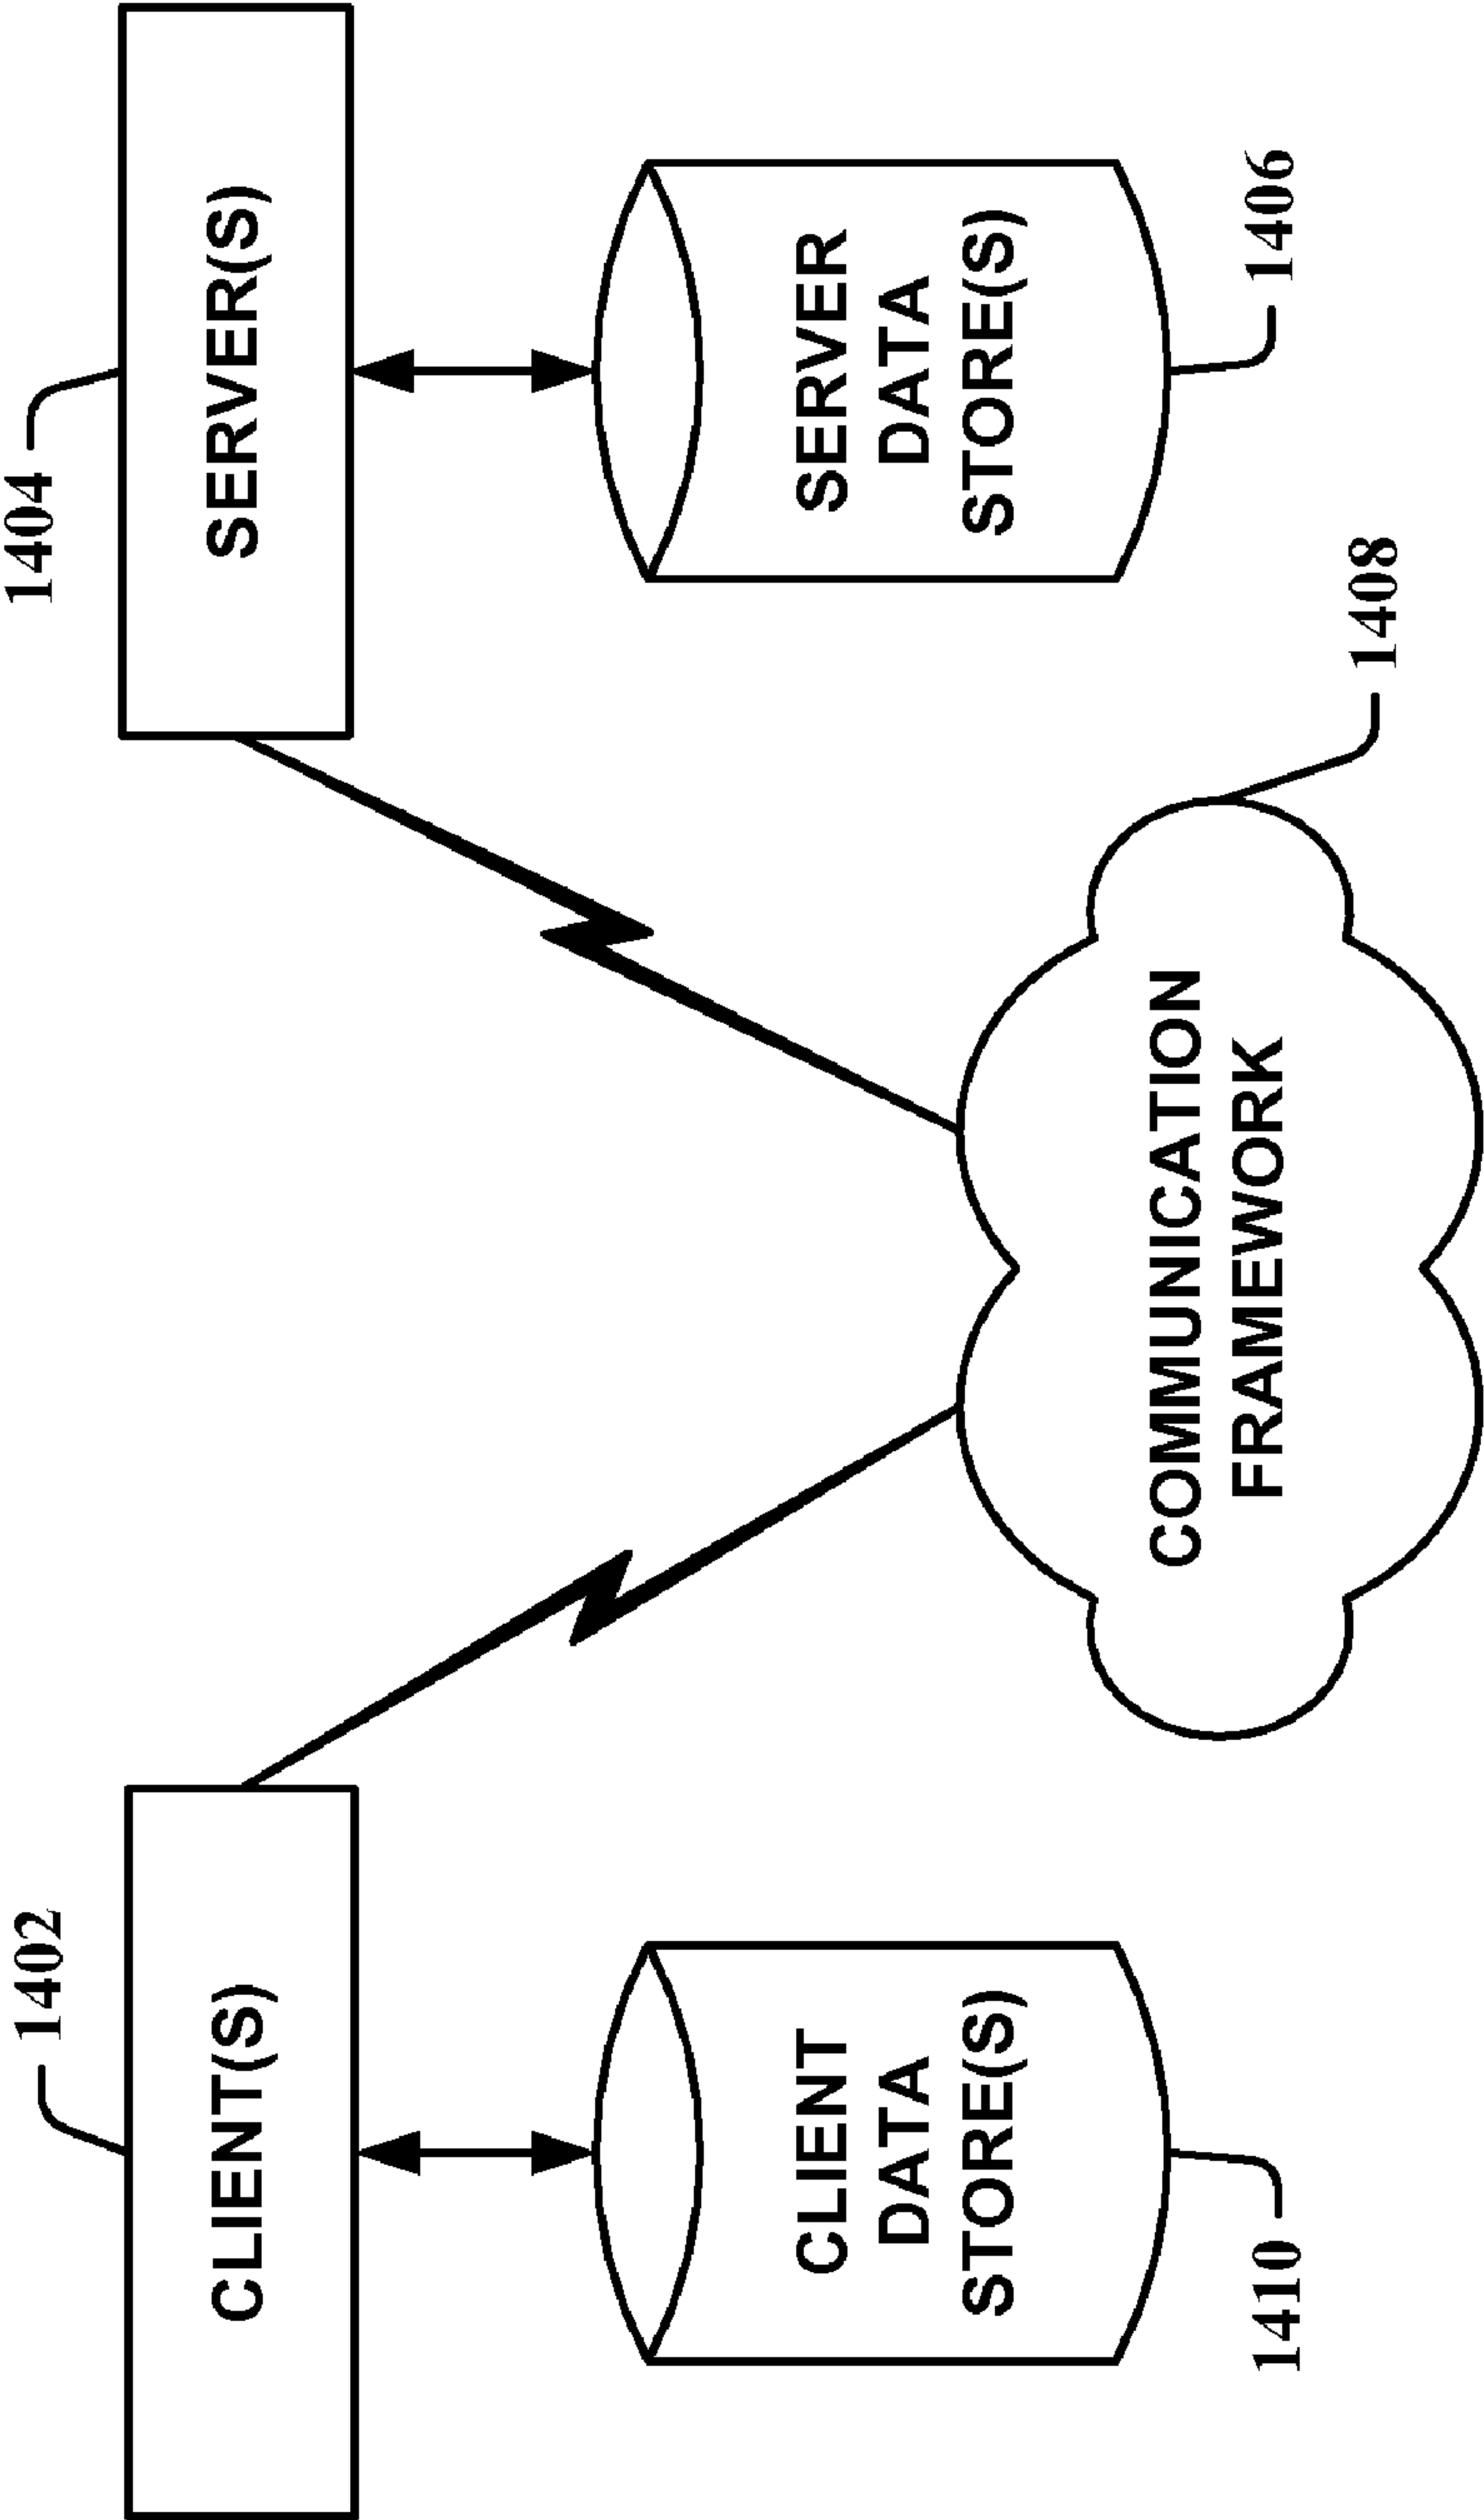 1402
1404
CLIENT(S)
SERVER(S)
CLIENT
DATA
STORE(S)
SERVER
DATA
STORE(S)
COMMUNICATION
FRAMEWORK
1410
1406
1408